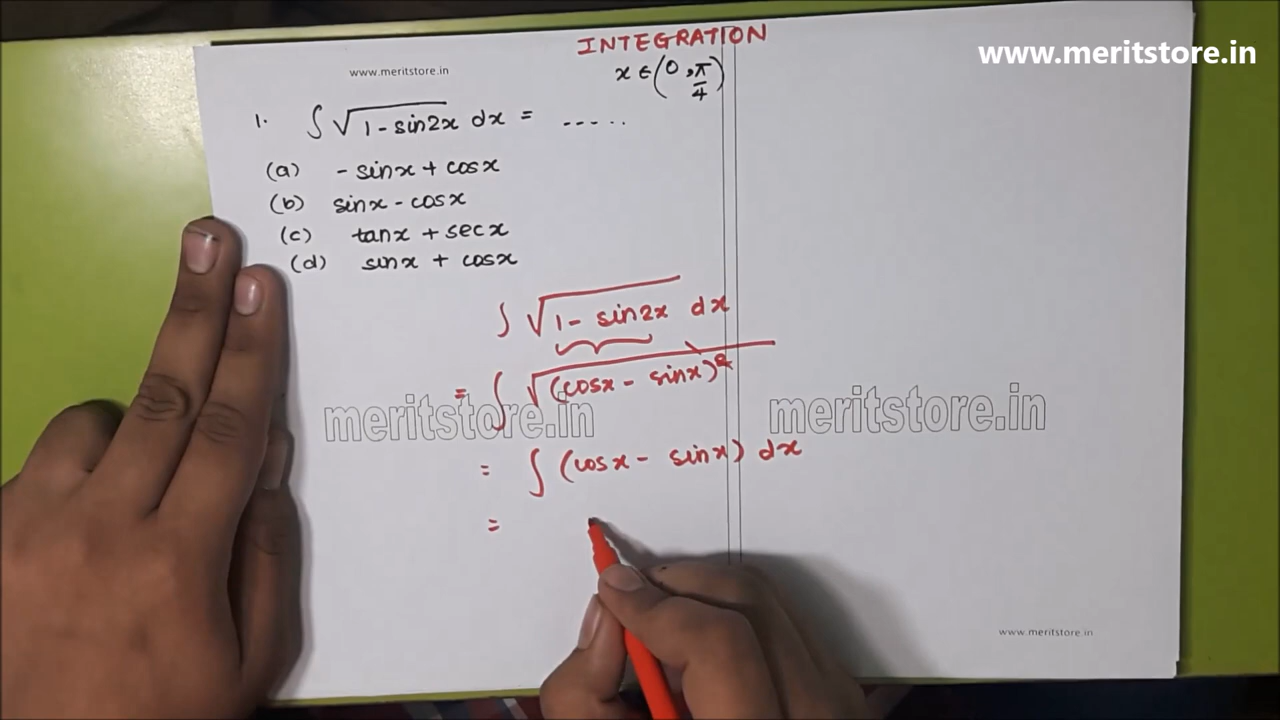 INTEGRATION
www.meritstore.in
www.meritstore.in
x ∈ (0, π/4)
1. ∫ √(1 - sin2x) dx = .....
(a) - sinx + cosx
(b) sinx - cosx
(c) tanx + secx
(d) sinx + cosx
∫ √(1 - sin2x) dx
= ∫ √((cosx - sinx)²)
meritstore.in meritstore.in
= ∫ (cosx - sinx) dx
=
www.meritstore.in